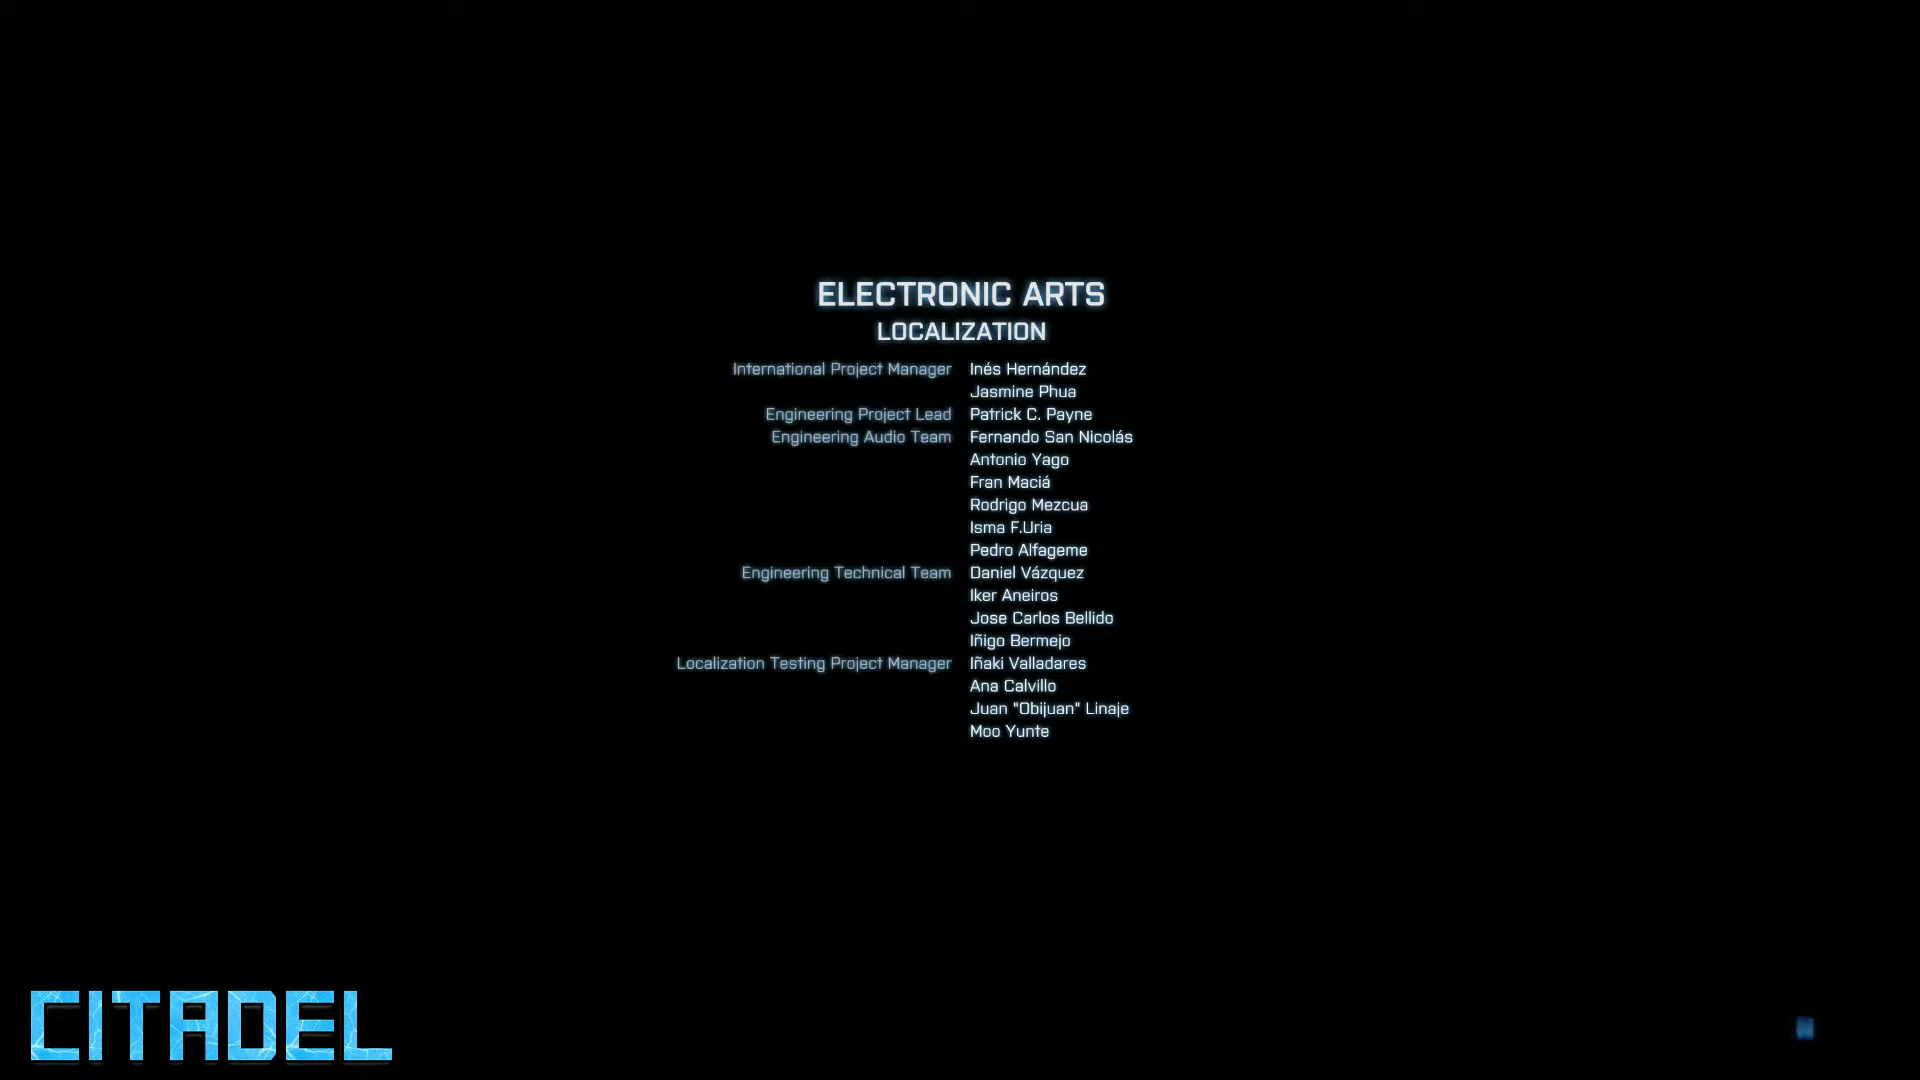 ELECTRONIC ARTS
LOCALIZATION
International Project Manager Inés Hernández
Jasmine Phua
Engineering Project Lead Patrick C. Payne
Engineering Audio Team Fernando San Nicolás
Antonio Yago
Fran Maciá
Rodrigo Mezcua
Isma F.Uria
Pedro Alfageme
Engineering Technical Team Daniel Vázquez
Iker Aneiros
Jose Carlos Bellido
Iñigo Bermejo
Localization Testing Project Manager Iñaki Valladares
Ana Calvillo
Juan "Obijuan" Linaje
Moo Yunte
CITADEL